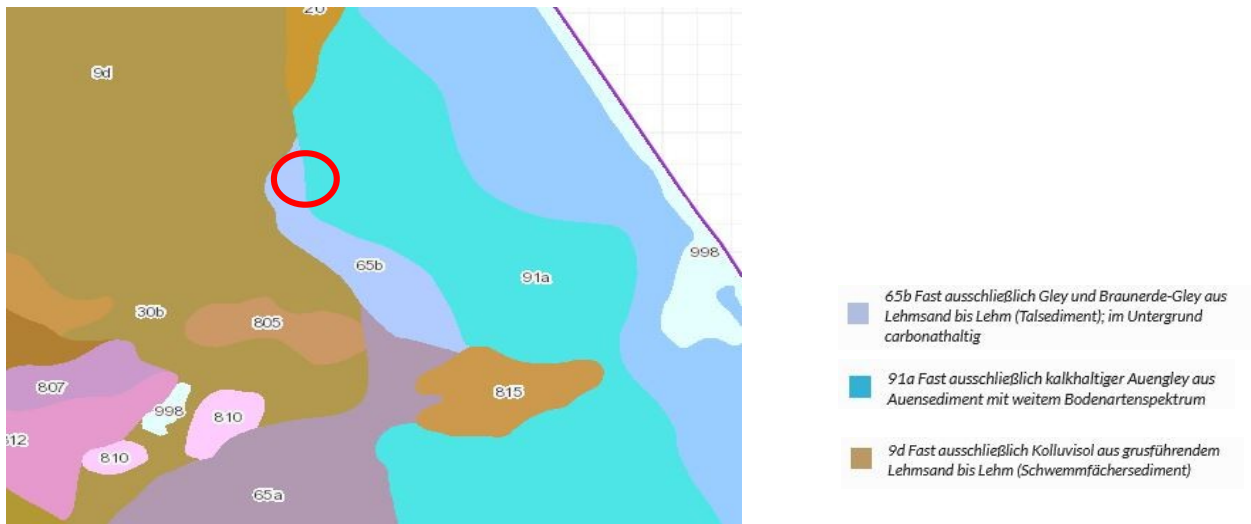 20
9d
998
65b
91a
30b
805
807
815
998
810
812
810
65a
65b Fast ausschließlich Gley und Braunerde-Gley aus
Lehmsand bis Lehm (Talsediment); im Untergrund
carbonathaltig
91a Fast ausschließlich kalkhaltiger Auengley aus
Auensediment mit weitem Bodenartenspektrum
9d Fast ausschließlich Kolluvisol aus grusführendem
Lehmsand bis Lehm (Schwemmfächersediment)